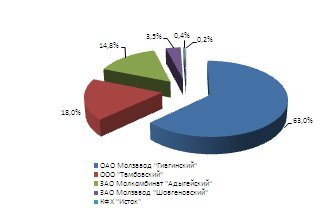 0,4%
3,5%
0,2%
14,8%
18,0%
63,0%
ОАО Молзавод "Гиагинский"
ООО "Тамбовский"
ЗАО Молкомбинат "Адыгейский"
ЗАО Молзавод "Шовгеновский"
КФХ "Исток"